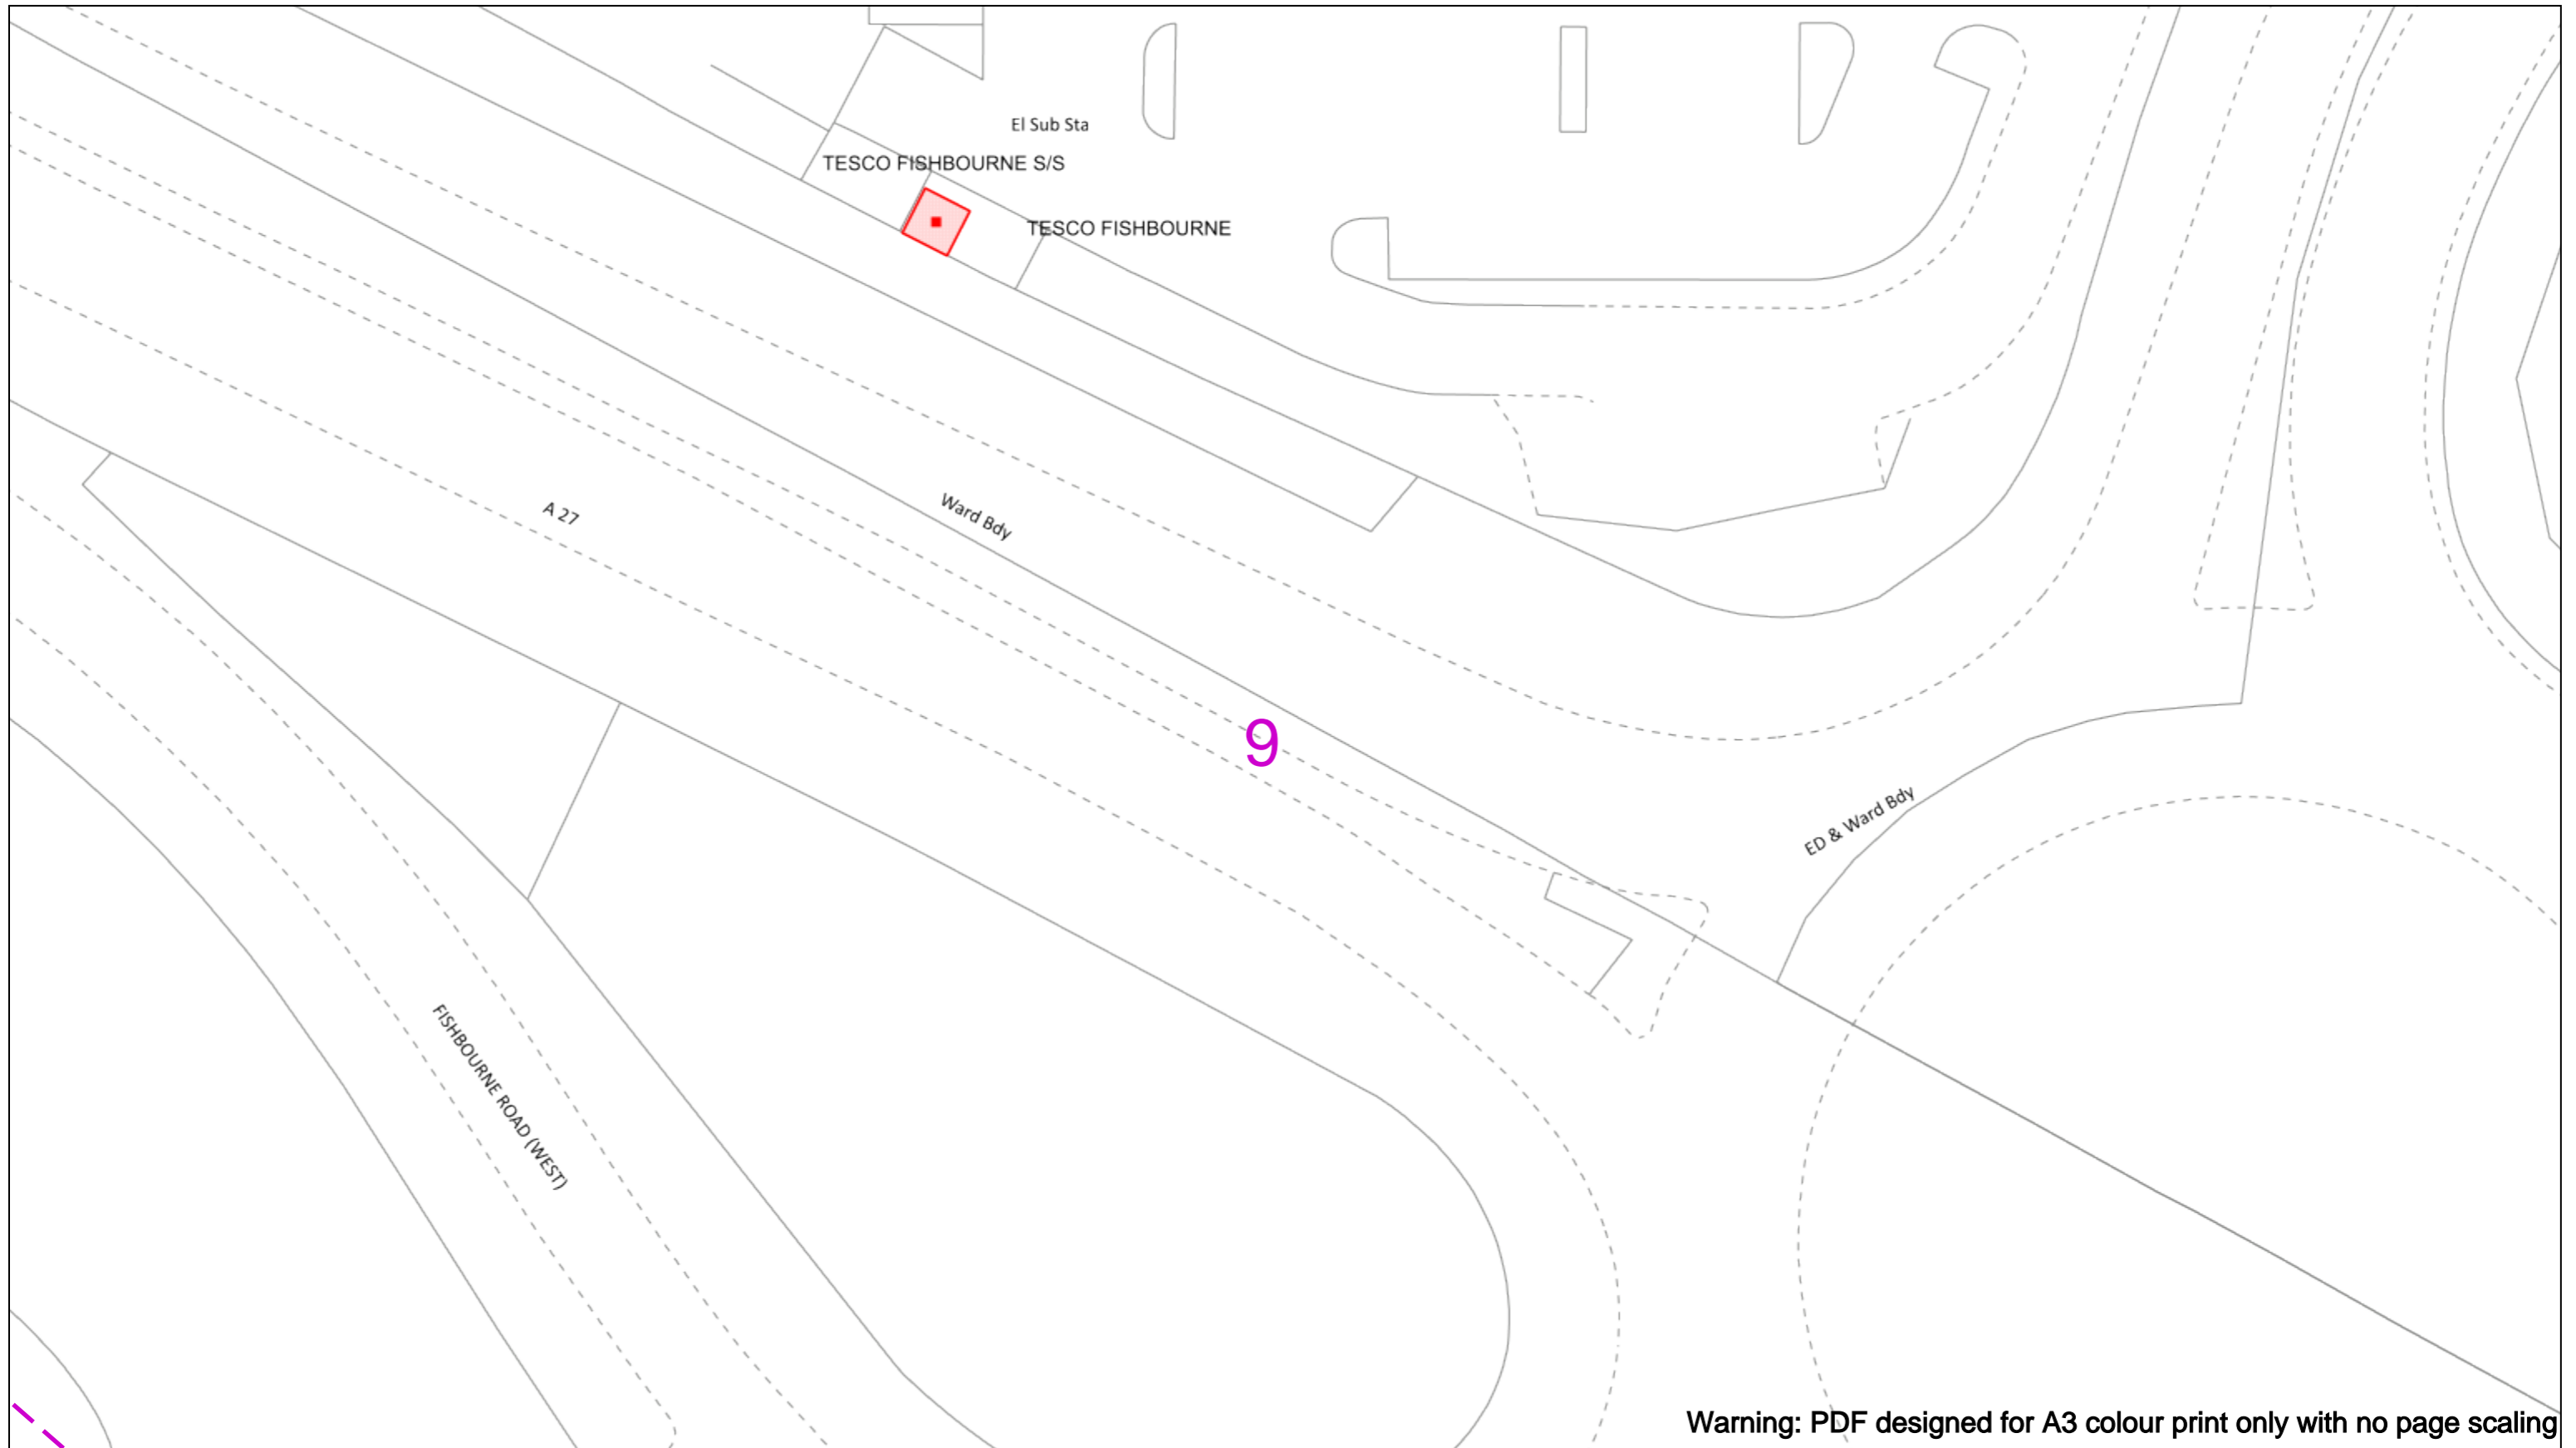 El Sub Sta
TESCO FISHBOURNE S/S
TESCO FISHBOURNE
A 27
Ward Bdy
9
ED & Ward Bdy
FISHBOURNE ROAD (WEST)
Warning: PDF designed for A3 colour print only with no page scaling